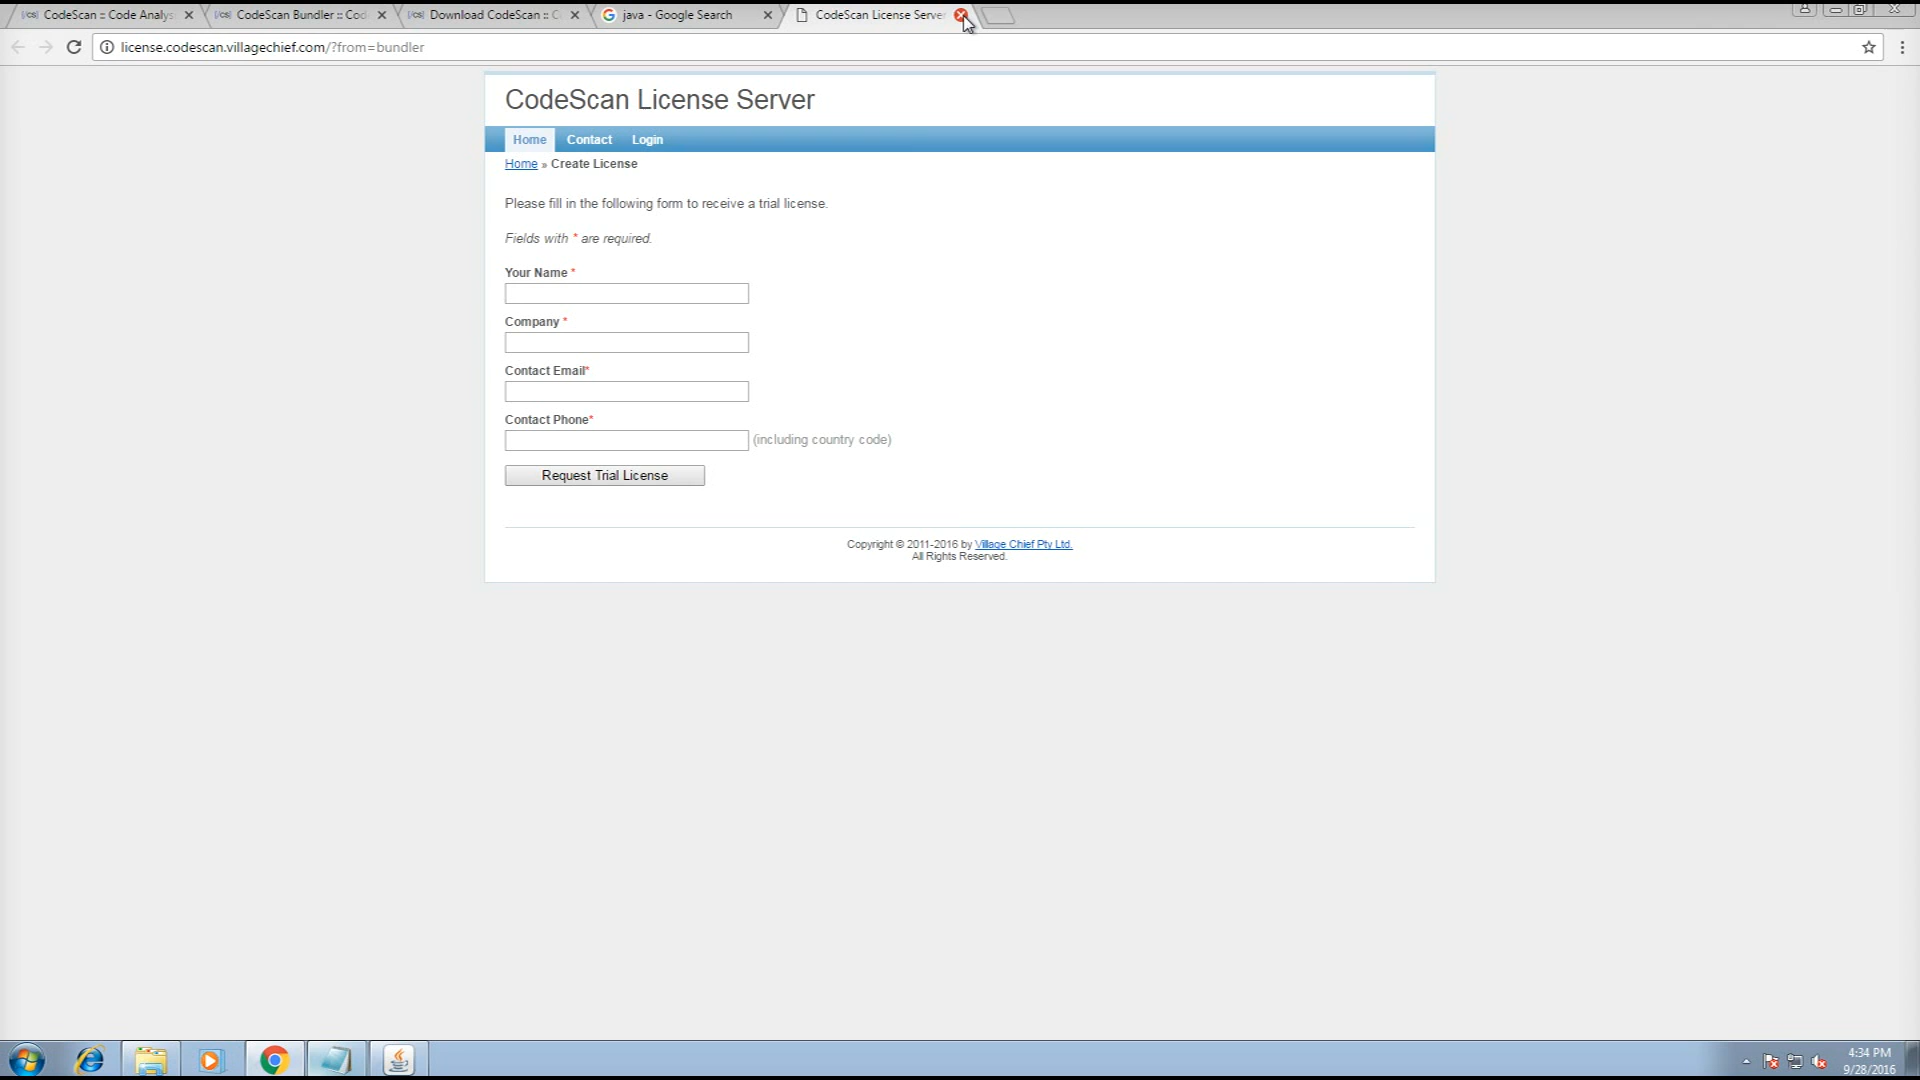 CodeScan :: Code Analys
CodeScan Bundler :: Cod
Download CodeScan :: C
java - Google Search
CodeScan License Server
license.codescan.villagechief.com/?from=bundler
CodeScan License Server
Home Contact Login
Home » Create License
Please fill in the following form to receive a trial license.
Fields with * are required.
Your Name *
Company *
Contact Email*
Contact Phone*
(including country code)
Request Trial License
Copyright © 2011-2016 by Village Chief Pty Ltd.
All Rights Reserved.
4:34 PM
9/28/2016